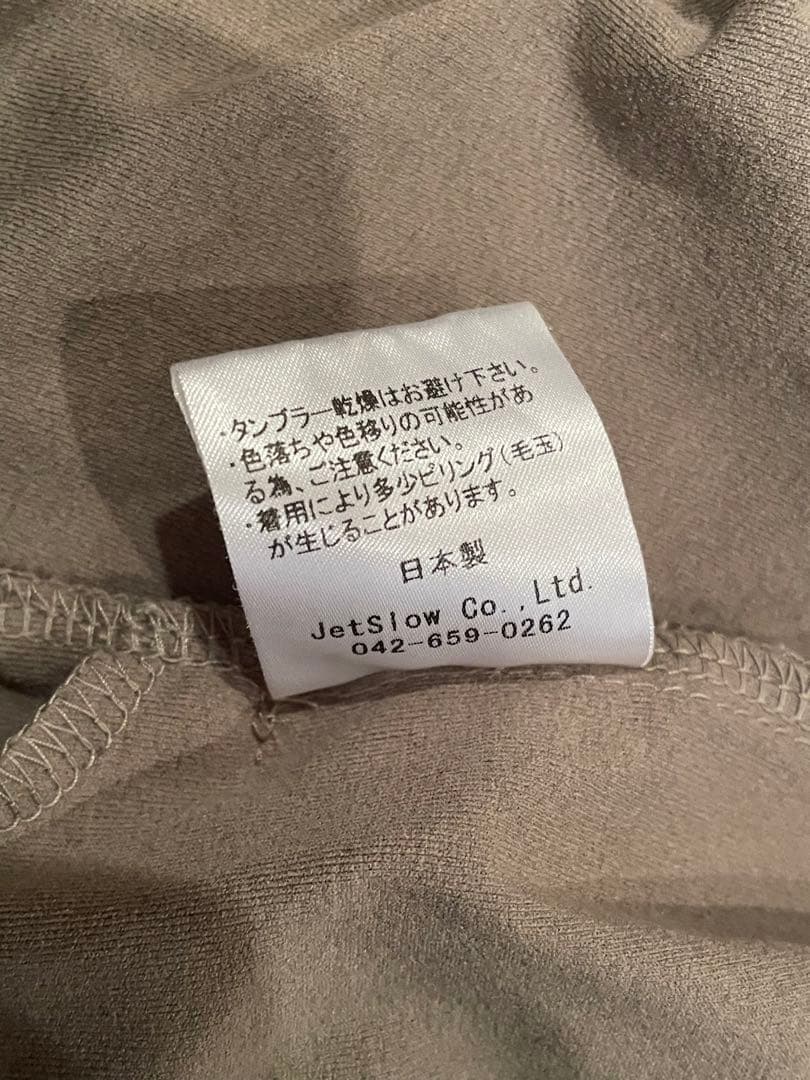 ・タンブラー乾燥はお避け下さい。
・色落ちや色移りの可能性があ
る為、ご注意ください。
・着用により多少ピリング(毛玉)
が生じることがあります。
日本製
JetSlow Co.,Ltd.
042-659-0262